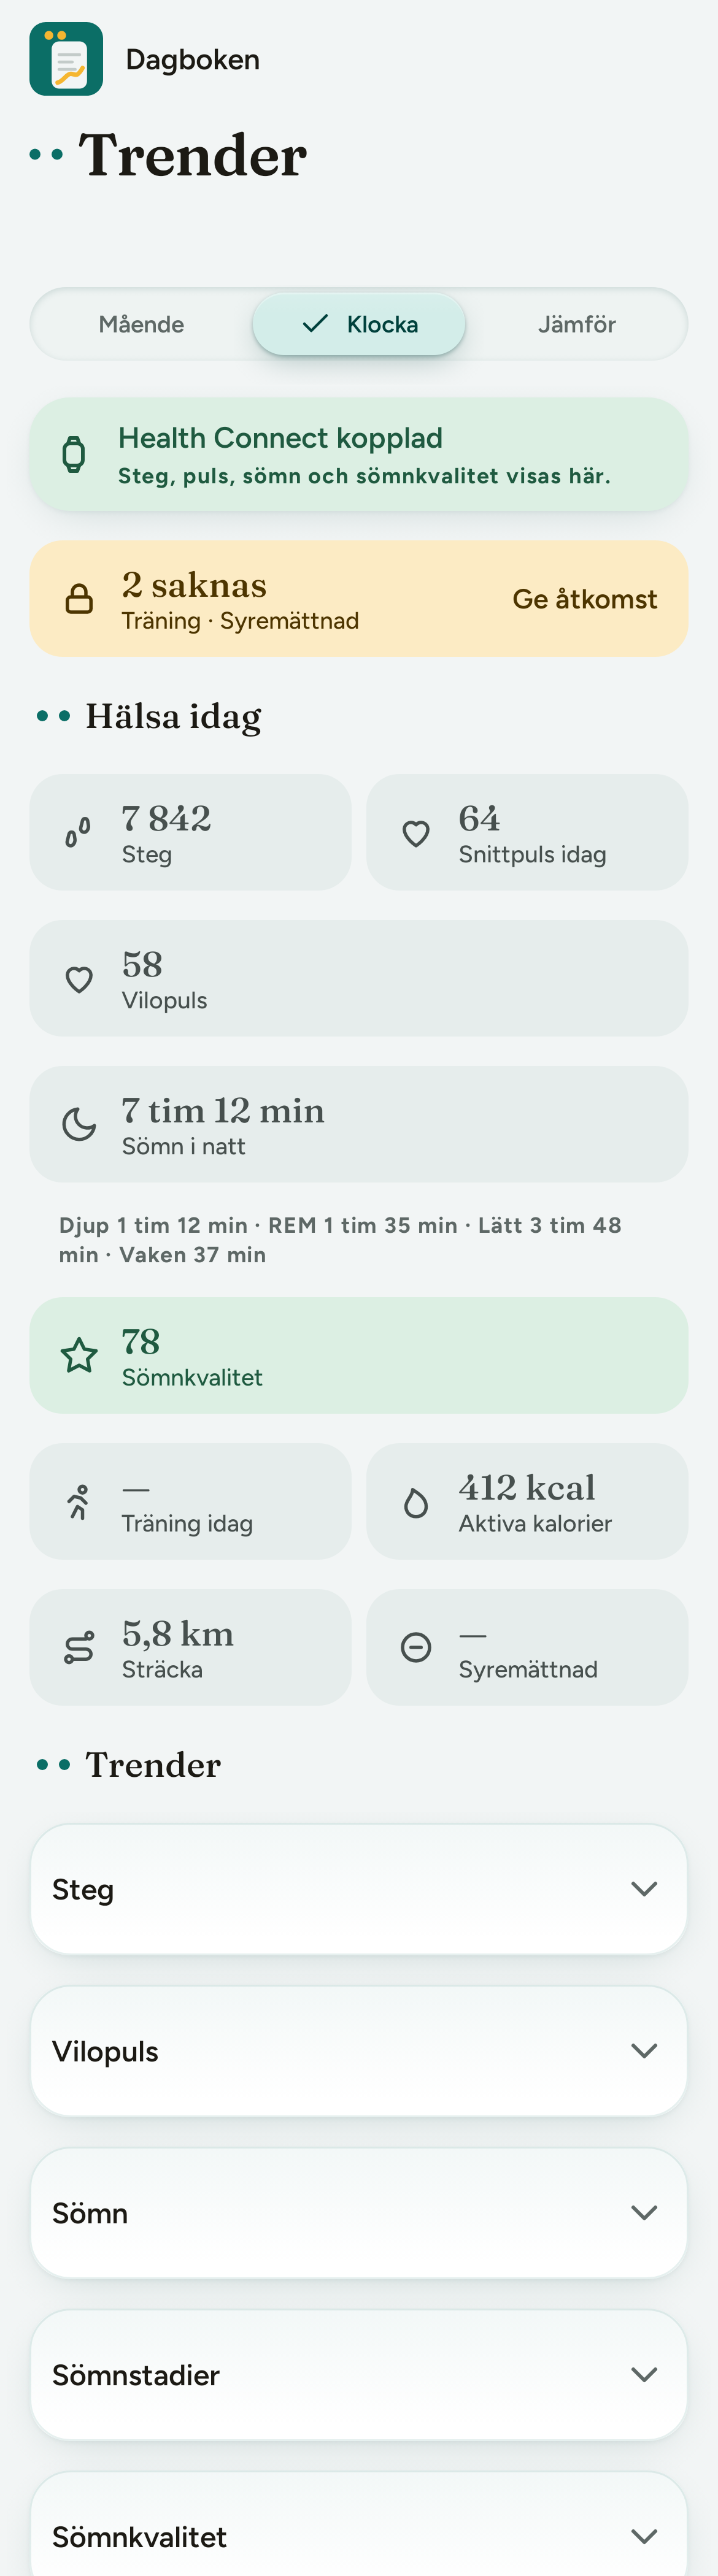 Dagboken
Trender
Mående
Klocka
Jämför
Health Connect kopplad
Steg, puls, sömn och sömnkvalitet visas här.
2 saknas
Träning · Syremättnad
Ge åtkomst
Hälsa idag
7 842
Steg
64
Snittpuls idag
58
Vilopuls
7 tim 12 min
Sömn i natt
Djup 1 tim 12 min · REM 1 tim 35 min · Lätt 3 tim 48
min · Vaken 37 min
78
Sömnkvalitet
—
Träning idag
412 kcal
Aktiva kalorier
5,8 km
Sträcka
—
Syremättnad
Trender
Steg
Vilopuls
Sömn
Sömnstadier
Sömnkvalitet